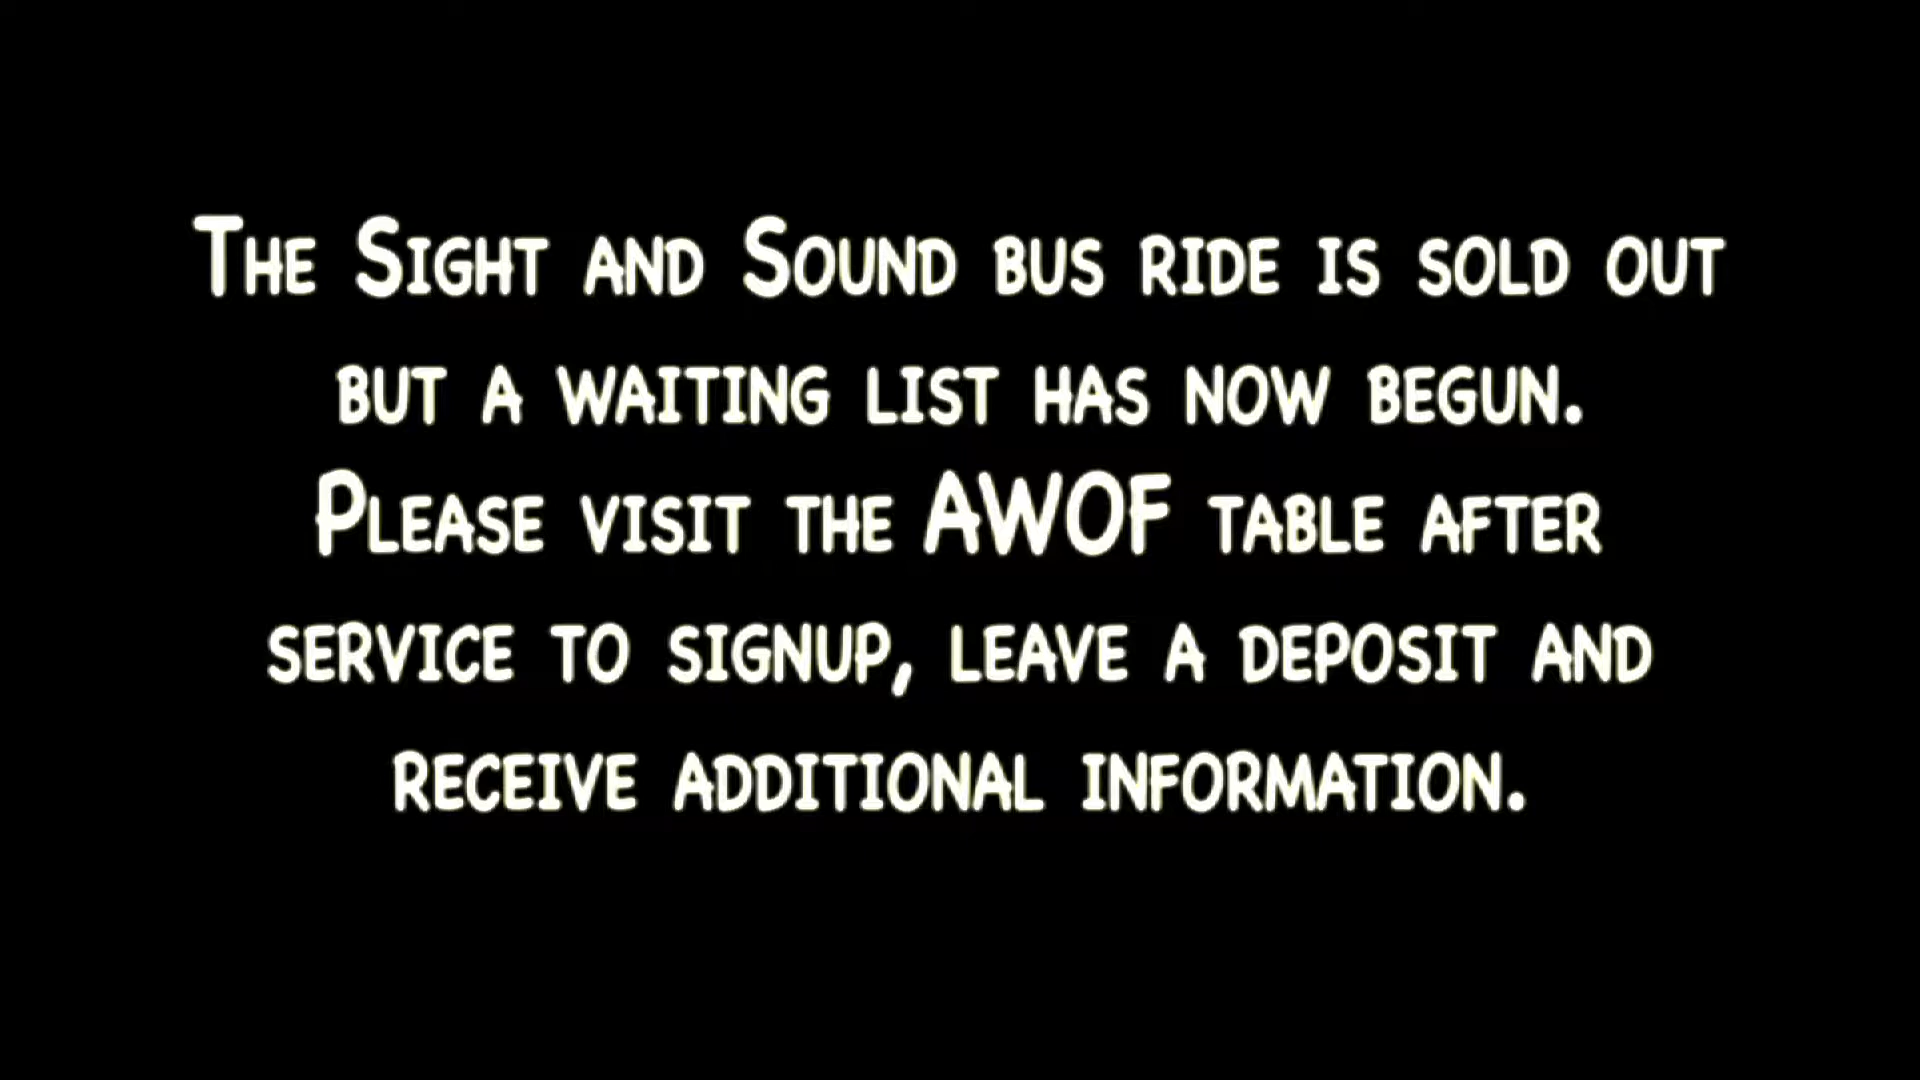 The Sight and Sound bus ride is sold out
but a waiting list has now begun.
Please visit the AWOF table after
service to signup, leave a deposit and
receive additional information.